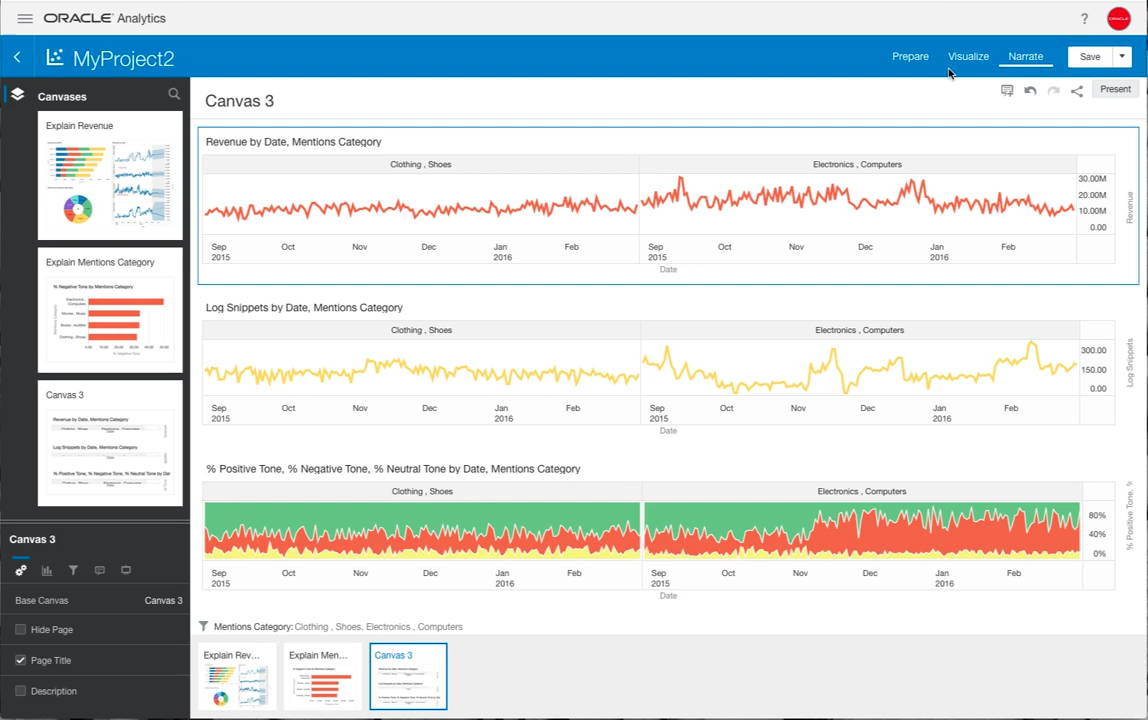 ORACLE Analytics
?
ORACLE
MyProject2
Prepare Visualize Narrate Save
Canvases
Canvas 3
Present
Explain Revenue
Explain Mentions Category
% Negative Tone by Mentions Category
Canvas 3
Revenue by Date, Mentions Category
Log Snippets by Date, Mentions Category
% Positive Tone, % Negative Tone, % Neutral Tone by Dat
Canvas 3
Base Canvas Canvas 3
Hide Page
Page Title
Description
Revenue by Date, Mentions Category
Clothing , Shoes Electronics , Computers
30.00M
20.00M
10.00M
0.00
Revenue
Sep Oct Nov Dec Jan Feb Sep Oct Nov Dec Jan Feb
2015 2016 2015 2016
Date
Log Snippets by Date, Mentions Category
Clothing , Shoes Electronics , Computers
300.00
150.00
0.00
Log Snippets
Sep Oct Nov Dec Jan Feb Sep Oct Nov Dec Jan Feb
2015 2016 2015 2016
Date
% Positive Tone, % Negative Tone, % Neutral Tone by Date, Mentions Category
Clothing , Shoes Electronics , Computers
80%
40%
0%
% Positive Tone, %
Sep Oct Nov Dec Jan Feb Sep Oct Nov Dec Jan Feb
2015 2016 2015 2016
Date
Mentions Category: Clothing , Shoes, Electronics , Computers
Explain Rev... Explain Men... Canvas 3